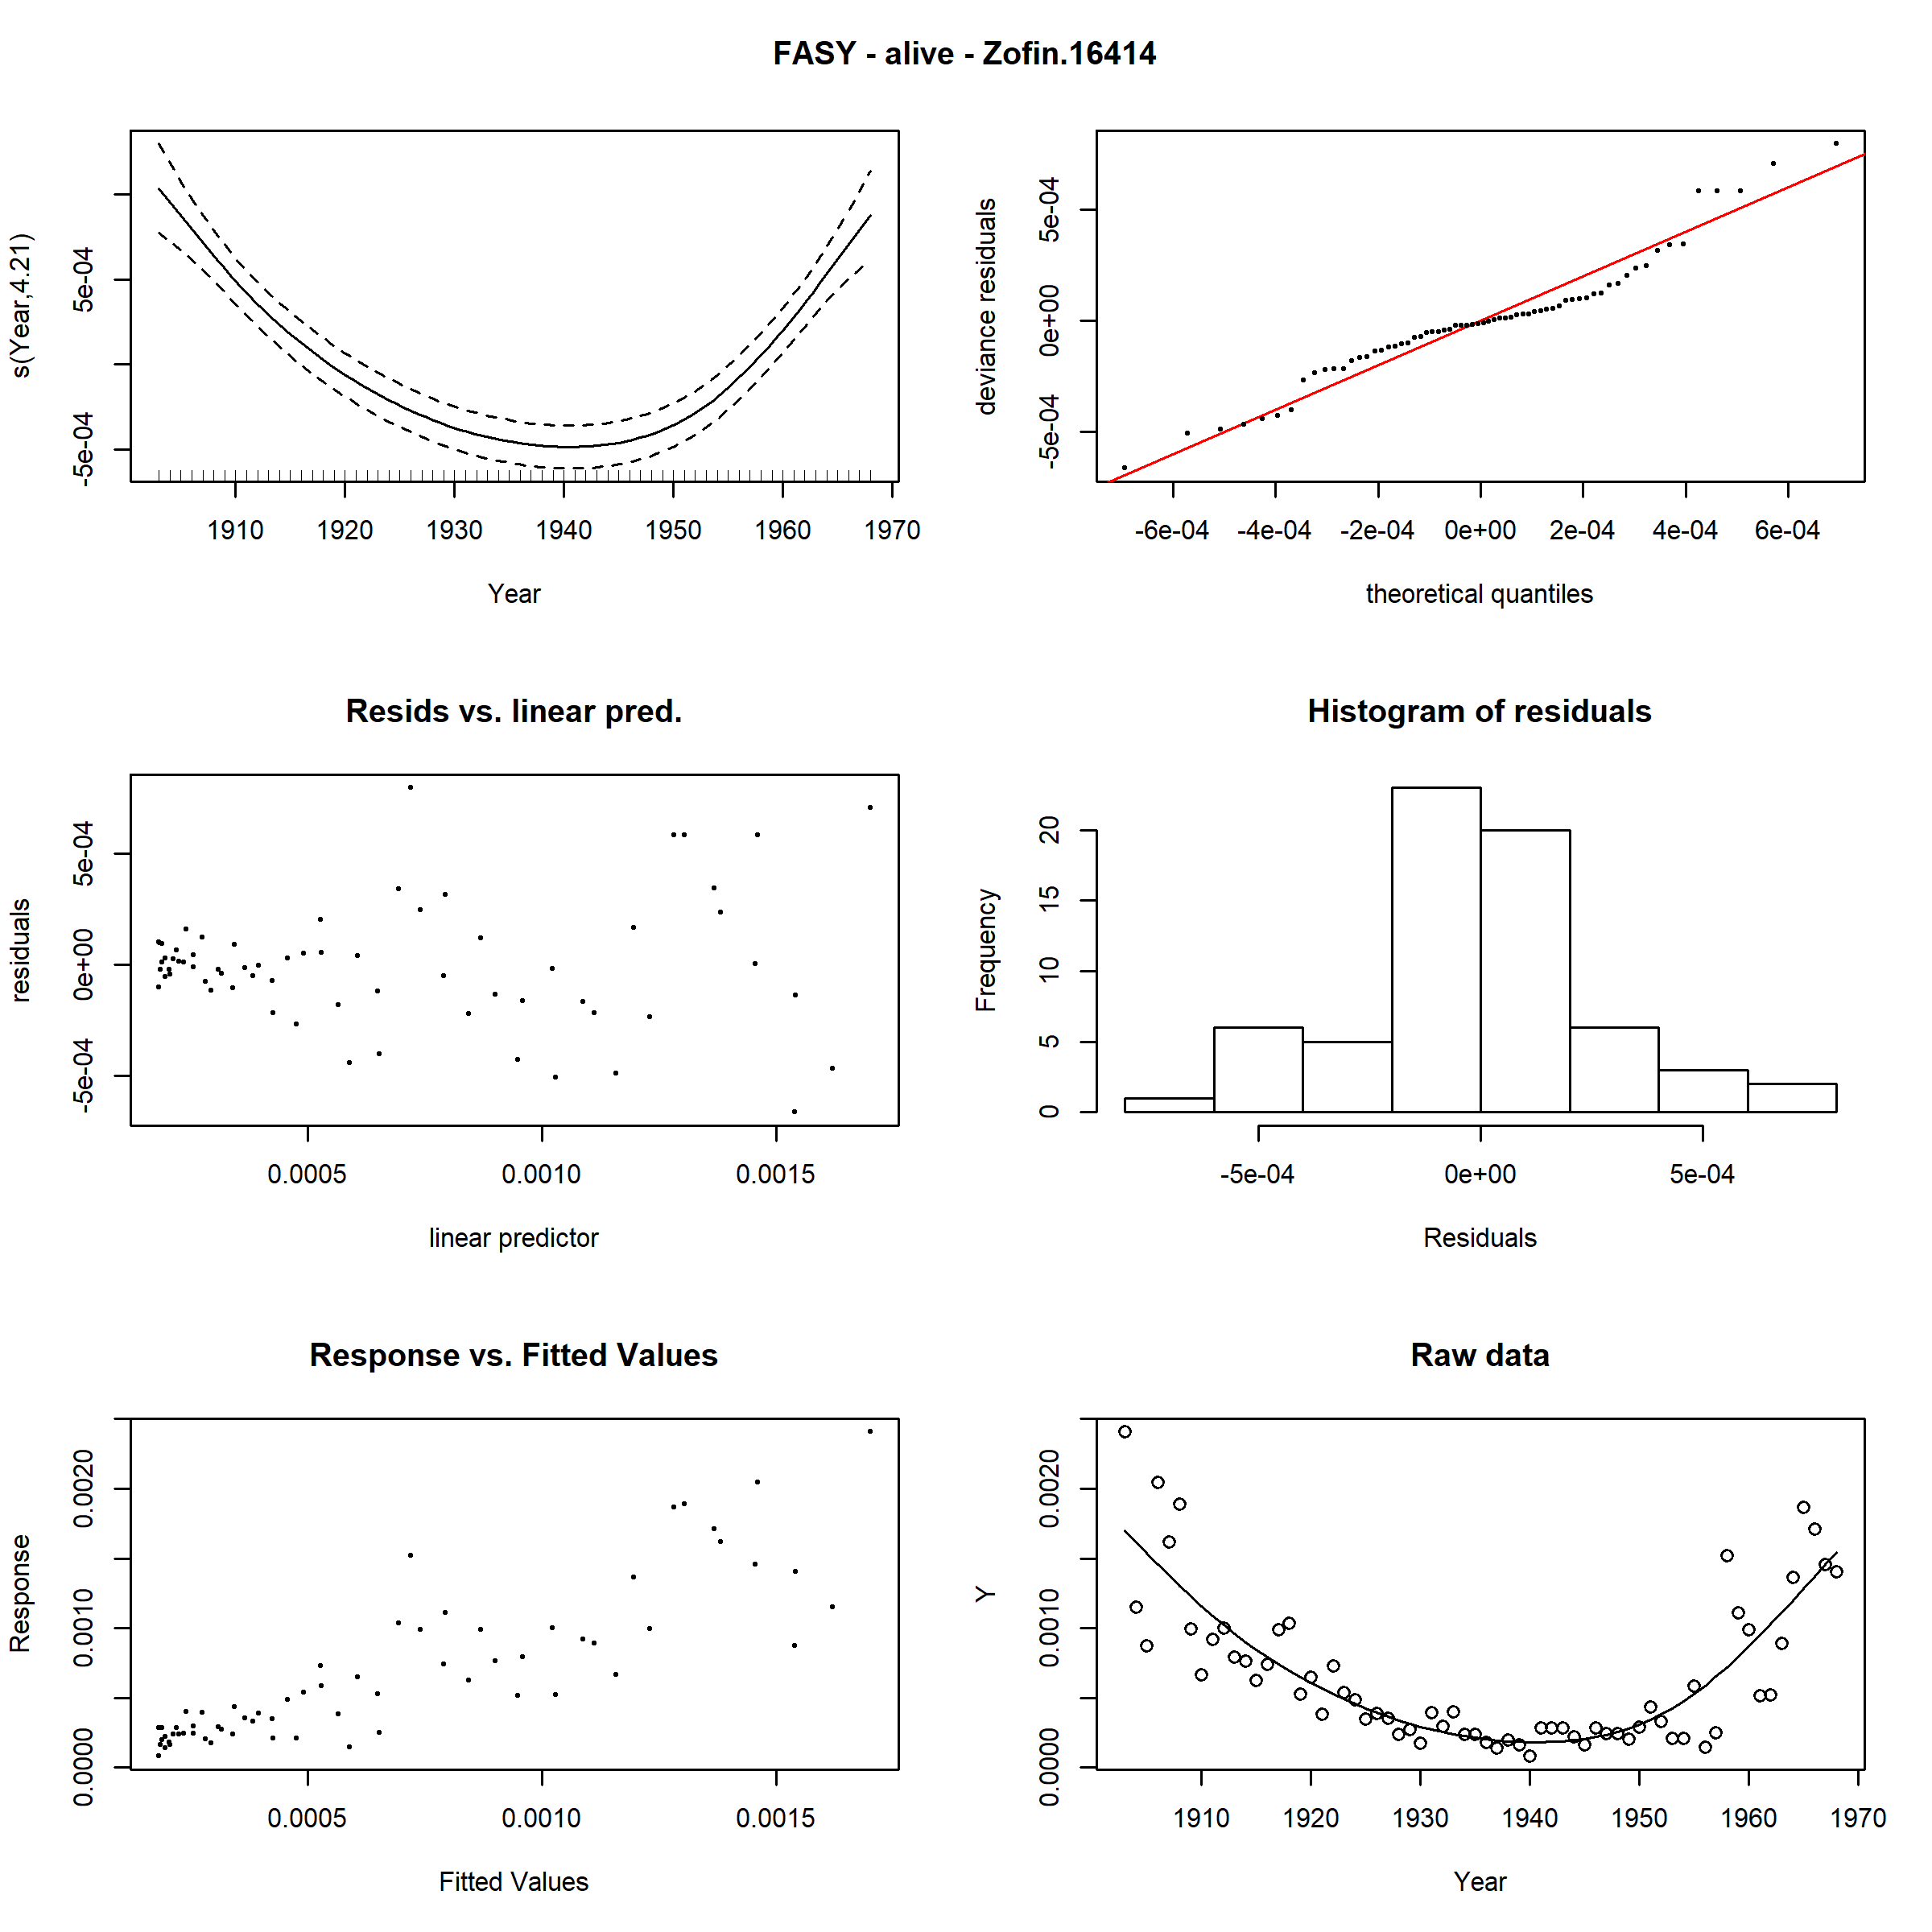 FASY - alive - Zofin.16414
s(Year,4.21)
5e-04
-5e-04
1910 1920 1930 1940 1950 1960 1970
Year
deviance residuals
5e-04
0e+00
-5e-04
-6e-04 -4e-04 -2e-04 0e+00 2e-04 4e-04 6e-04
theoretical quantiles
Resids vs. linear pred.
residuals
5e-04
0e+00
-5e-04
0.0005 0.0010 0.0015
linear predictor
Histogram of residuals
Frequency
20
15
10
5
0
-5e-04 0e+00 5e-04
Residuals
Response vs. Fitted Values
Response
0.0020
0.0010
0.0000
0.0005 0.0010 0.0015
Fitted Values
Raw data
Y
0.0020
0.0010
0.0000
1910 1920 1930 1940 1950 1960 1970
Year